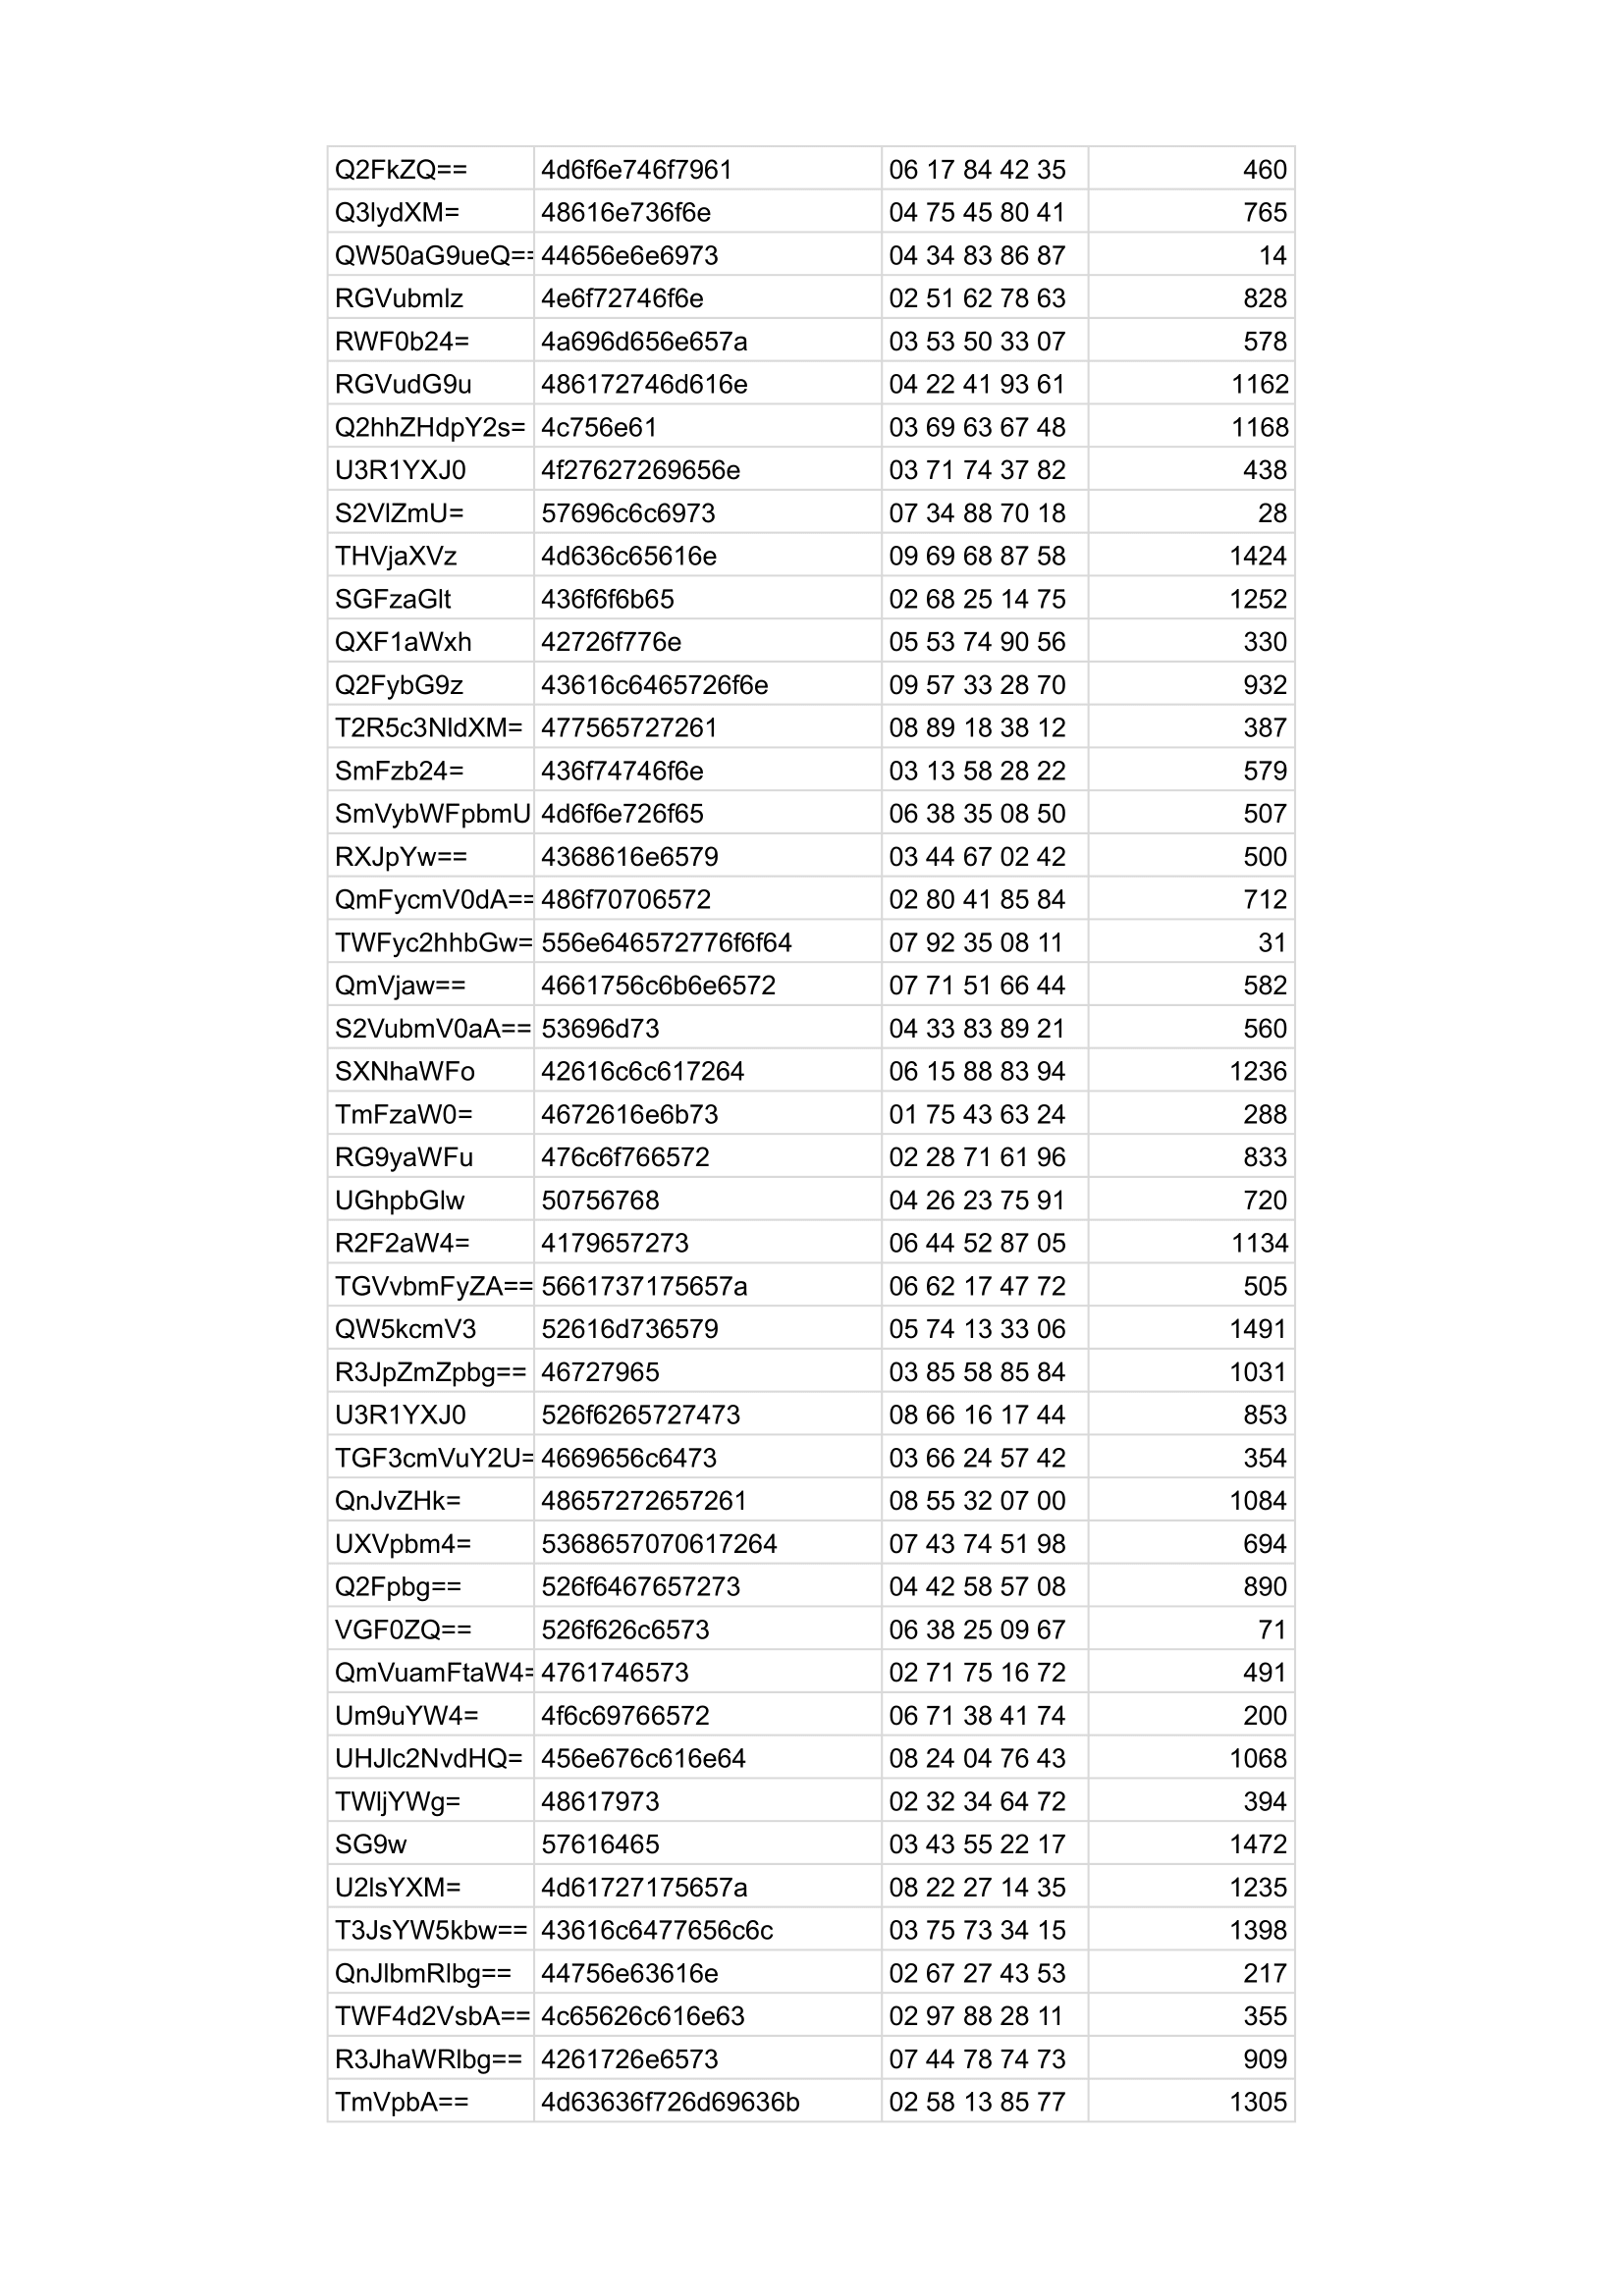 Q2FkZQ== 4d6f6e746f7961 06 17 84 42 35 460
Q3lydXM= 48616e736f6e 04 75 45 80 41 765
QW50aG9ueQ== 44656e6e6973 04 34 83 86 87 14
RGVubmlz 4e6f72746f6e 02 51 62 78 63 828
RWF0b24= 4a696d656e657a 03 53 50 33 07 578
RGVudG9u 486172746d616e 04 22 41 93 61 1162
Q2hhZHdpY2s= 4c756e61 03 69 63 67 48 1168
U3R1YXJ0 4f27627269656e 03 71 74 37 82 438
S2VlZmU= 57696c6c6973 07 34 88 70 18 28
THVjaXVz 4d636c65616e 09 69 68 87 58 1424
SGFzaGlt 436f6f6b65 02 68 25 14 75 1252
QXF1aWxh 42726f776e 05 53 74 90 56 330
Q2FybG9z 43616c6465726f6e 09 57 33 28 70 932
T2R5c3NldXM= 477565727261 08 89 18 38 12 387
SmFzb24= 436f74746f6e 03 13 58 28 22 579
SmVybWFpbmU 4d6f6e726f65 06 38 35 08 50 507
RXJpYw== 4368616e6579 03 44 67 02 42 500
QmFycmV0dA== 486f70706572 02 80 41 85 84 712
TWFyc2hhbGw= 556e646572776f6f64 07 92 35 08 11 31
QmVjaw== 4661756c6b6e6572 07 71 51 66 44 582
S2VubmV0aA== 53696d73 04 33 83 89 21 560
SXNhaWFo 42616c6c617264 06 15 88 83 94 1236
TmFzaW0= 4672616e6b73 01 75 43 63 24 288
RG9yaWFu 476c6f766572 02 28 71 61 96 833
UGhpbGlw 50756768 04 26 23 75 91 720
R2F2aW4= 4179657273 06 44 52 87 05 1134
TGVvbmFyZA== 5661737175657a 06 62 17 47 72 505
QW5kcmV3 52616d736579 05 74 13 33 06 1491
R3JpZmZpbg== 46727965 03 85 58 85 84 1031
U3R1YXJ0 526f6265727473 08 66 16 17 44 853
TGF3cmVuY2U= 4669656c6473 03 66 24 57 42 354
QnJvZHk= 48657272657261 08 55 32 07 00 1084
UXVpbm4= 5368657070617264 07 43 74 51 98 694
Q2Fpbg== 526f6467657273 04 42 58 57 08 890
VGF0ZQ== 526f626c6573 06 38 25 09 67 71
QmVuamFtaW4= 4761746573 02 71 75 16 72 491
Um9uYW4= 4f6c69766572 06 71 38 41 74 200
UHJlc2NvdHQ= 456e676c616e64 08 24 04 76 43 1068
TWljYWg= 48617973 02 32 34 64 72 394
SG9w 57616465 03 43 55 22 17 1472
U2lsYXM= 4d61727175657a 08 22 27 14 35 1235
T3JsYW5kbw== 43616c6477656c6c 03 75 73 34 15 1398
QnJlbmRlbg== 44756e63616e 02 67 27 43 53 217
TWF4d2VsbA== 4c65626c616e63 02 97 88 28 11 355
R3JhaWRlbg== 4261726e6573 07 44 78 74 73 909
TmVpbA== 4d63636f726d69636b 02 58 13 85 77 1305